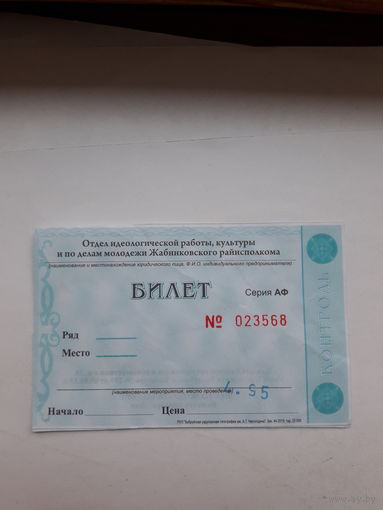 Отдел идеологической работы, культуры
и по делам молодежи Жабинковского райисполкома
(наименование и местонахождение юридического лица, Ф.И.О. индивидуального предпринимателя)
БИЛЕТ
Серия АФ
№ 023568
Ряд
Место
4.55
(наименование мероприятия, место проведения)
Начало Цена
КОНТРОЛЬ